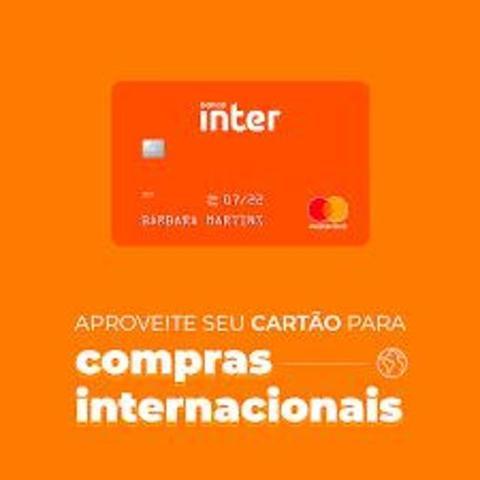 banco
inter
07/22
BARBARA MARTINS
APROVEITE SEU CARTÃO PARA
compras
internacionais